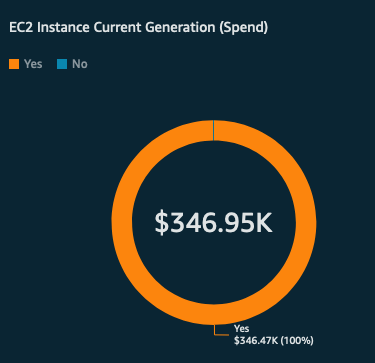 EC2 Instance Current Generation (Spend)
Yes No
$346.95K
Yes
$346.47K (100%)